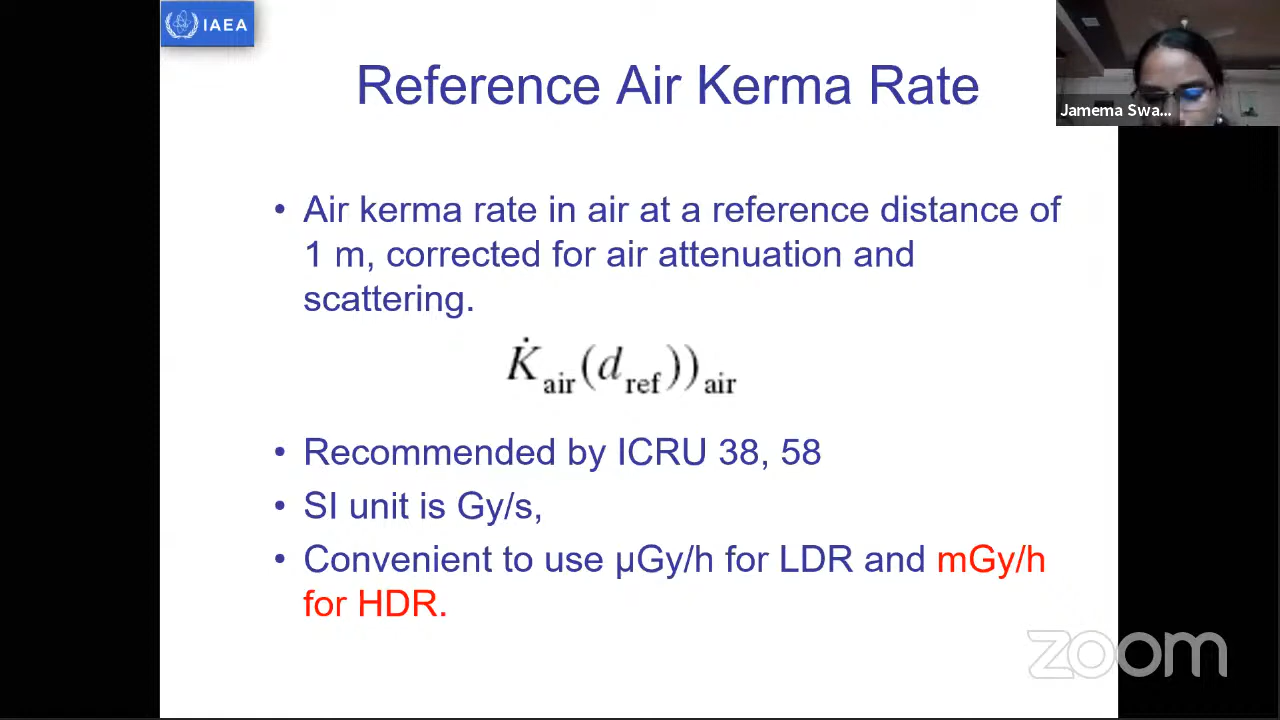 IAEA
Reference Air Kerma Rate
Jamema Swa...
• Air kerma rate in air at a reference distance of
1 m, corrected for air attenuation and
scattering.
K̇air(dref))air
• Recommended by ICRU 38, 58
• SI unit is Gy/s,
• Convenient to use µGy/h for LDR and mGy/h
for HDR.
zoom